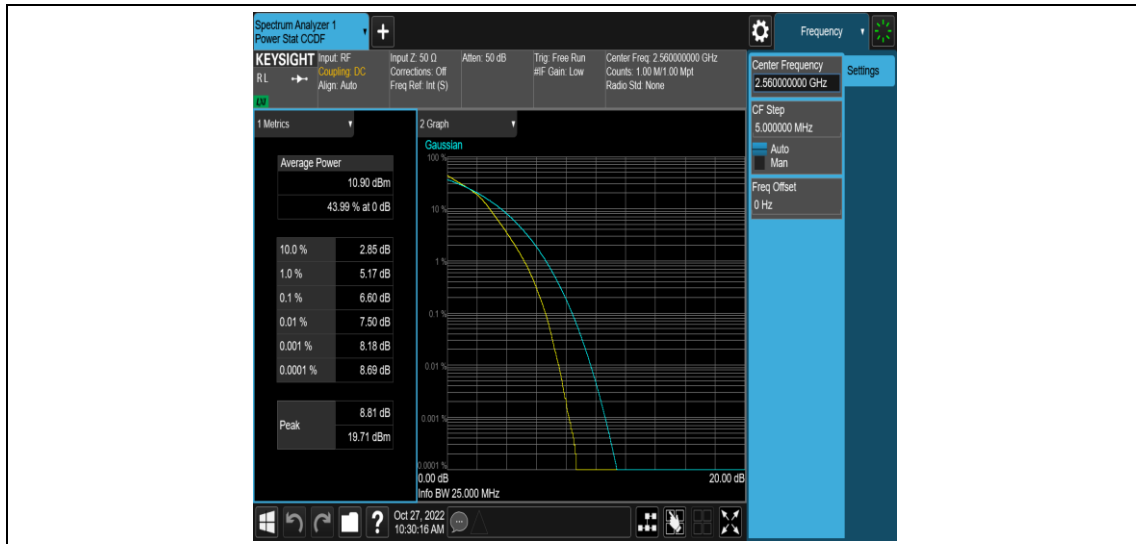 Spectrum Analyzer 1
Power Stat CCDF
+
Frequency
KEYSIGHT
RL
LXI
Input: RF
Coupling: DC
Align: Auto
Input Z: 50 Ω
Corrections: Off
Freq Ref: Int (S)
Atten: 50 dB
Trig: Free Run
#IF Gain: Low
Center Freq: 2.560000000 GHz
Counts: 1.00 M/1.00 Mpt
Radio Std: None
Center Frequency
2.560000000 GHz
Settings
CF Step
5.000000 MHz
Auto
Man
Freq Offset
0 Hz
1 Metrics
Average Power
10.90 dBm
43.99 % at 0 dB
10.0 % 2.85 dB
1.0 % 5.17 dB
0.1 % 6.60 dB
0.01 % 7.50 dB
0.001 % 8.18 dB
0.0001 % 8.69 dB
Peak
8.81 dB
19.71 dBm
2 Graph
Gaussian
100 %
10 %
1 %
0.1 %
0.01 %
0.001 %
0.0001 %
0.00 dB 20.00 dB
Info BW 25.000 MHz
?
Oct 27, 2022
10:30:16 AM